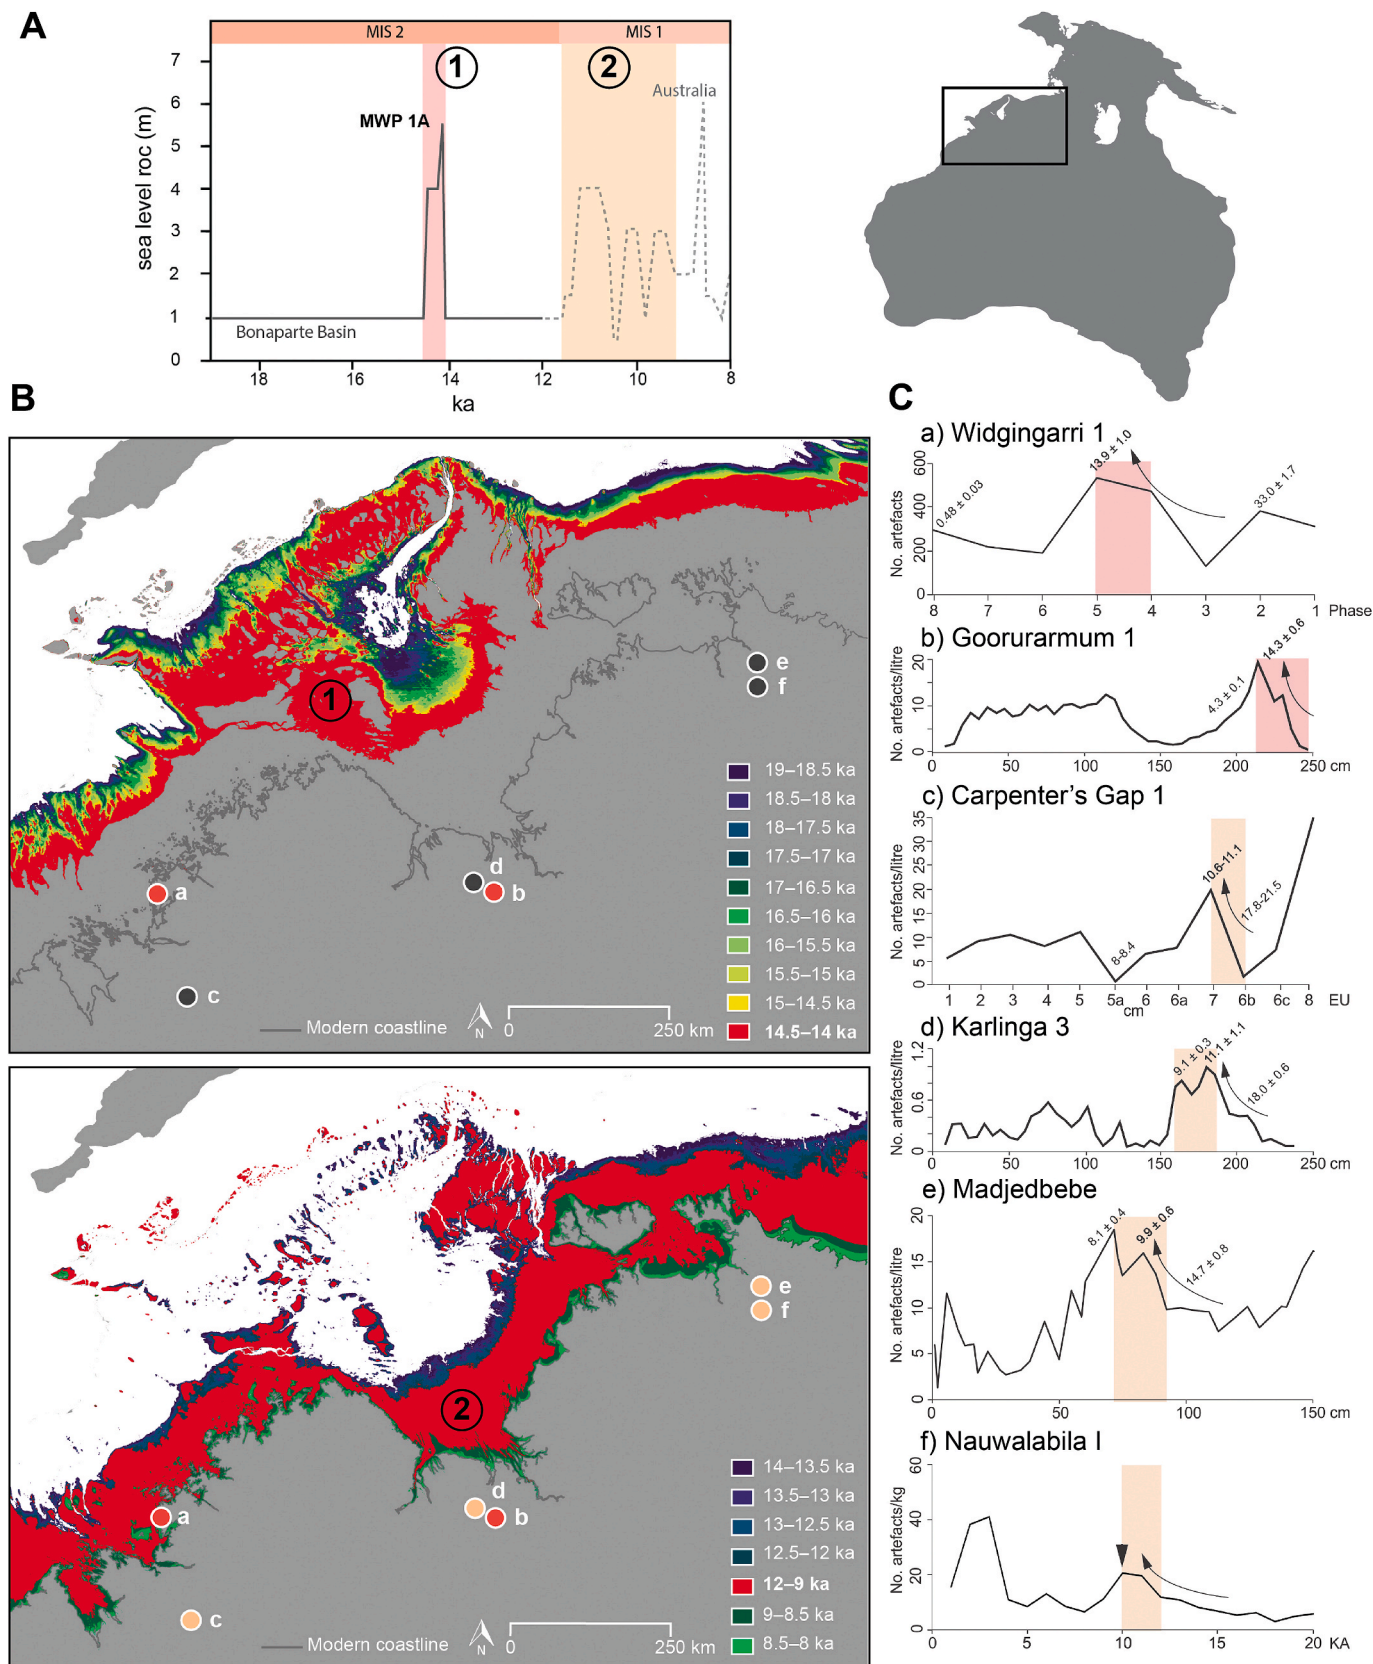 A
MIS 2
MIS 1
7
6
5
4
3
2
1
0
sea level roc (m)
1
2
MWP 1A
Australia
Bonaparte Basin
18
16
14
12
10
8
ka
B
1
a
b
c
d
e
f
19–18.5 ka
18.5–18 ka
18–17.5 ka
17.5–17 ka
17–16.5 ka
16.5–16 ka
16–15.5 ka
15.5–15 ka
15–14.5 ka
14.5–14 ka
Modern coastline
N
0
250 km
2
a
b
c
d
e
f
14–13.5 ka
13.5–13 ka
13–12.5 ka
12.5–12 ka
12–9 ka
9–8.5 ka
8.5–8 ka
Modern coastline
N
0
250 km
C
a) Widgingarri 1
No. artefacts
600
400
200
0
0.48 ± 0.03
13.9 ± 1.0
33.0 ± 1.7
8 7 6 5 4 3 2 1 Phase
b) Goorurarmum 1
No. artefacts/litre
20
10
0
4.3 ± 0.1
14.3 ± 0.6
0 50 100 150 200 250 cm
c) Carpenter's Gap 1
No. artefacts/litre
35
30
25
20
15
10
5
0
8-8.4
10.6-11.1
17.8-21.5
1 2 3 4 5 5a 6 6a 7 6b 6c 8 EU
cm
d) Karlinga 3
No. artefacts/litre
1.2
0.6
0
9.1 ± 0.3
11.1 ± 1.1
18.0 ± 0.6
0 50 100 150 200 250 cm
e) Madjedbebe
No. artefacts/litre
20
15
10
5
0
8.1 ± 0.4
9.9 ± 0.6
14.7 ± 0.8
0 50 100 150 cm
f) Nauwalabila I
No. artefacts/kg
60
40
20
0
0 5 10 15 20 KA